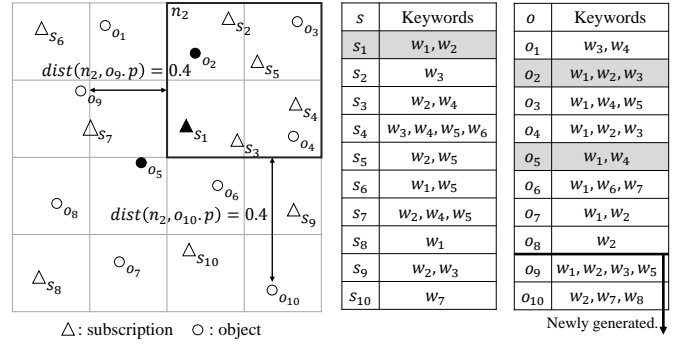 n₂
s₆
o₁
s₂
o₃
o₂
s₅
dist(n₂, o₉.p) = 0.4
o₉
s₇
s₁
s₄
s₃
o₄
o₅
o₆
o₈
dist(n₂, o₁₀.p) = 0.4
s₉
o₇
s₁₀
s₈
o₁₀
△ : subscription ○ : object
s Keywords
s₁ w₁, w₂
s₂ w₃
s₃ w₂, w₄
s₄ w₃, w₄, w₅, w₆
s₅ w₂, w₅
s₆ w₁, w₅
s₇ w₂, w₄, w₅
s₈ w₁
s₉ w₂, w₃
s₁₀ w₇
o Keywords
o₁ w₃, w₄
o₂ w₁, w₂, w₃
o₃ w₁, w₄, w₅
o₄ w₁, w₂, w₃
o₅ w₁, w₄
o₆ w₁, w₆, w₇
o₇ w₁, w₂
o₈ w₂
o₉ w₁, w₂, w₃, w₅
o₁₀ w₂, w₇, w₈
Newly generated.